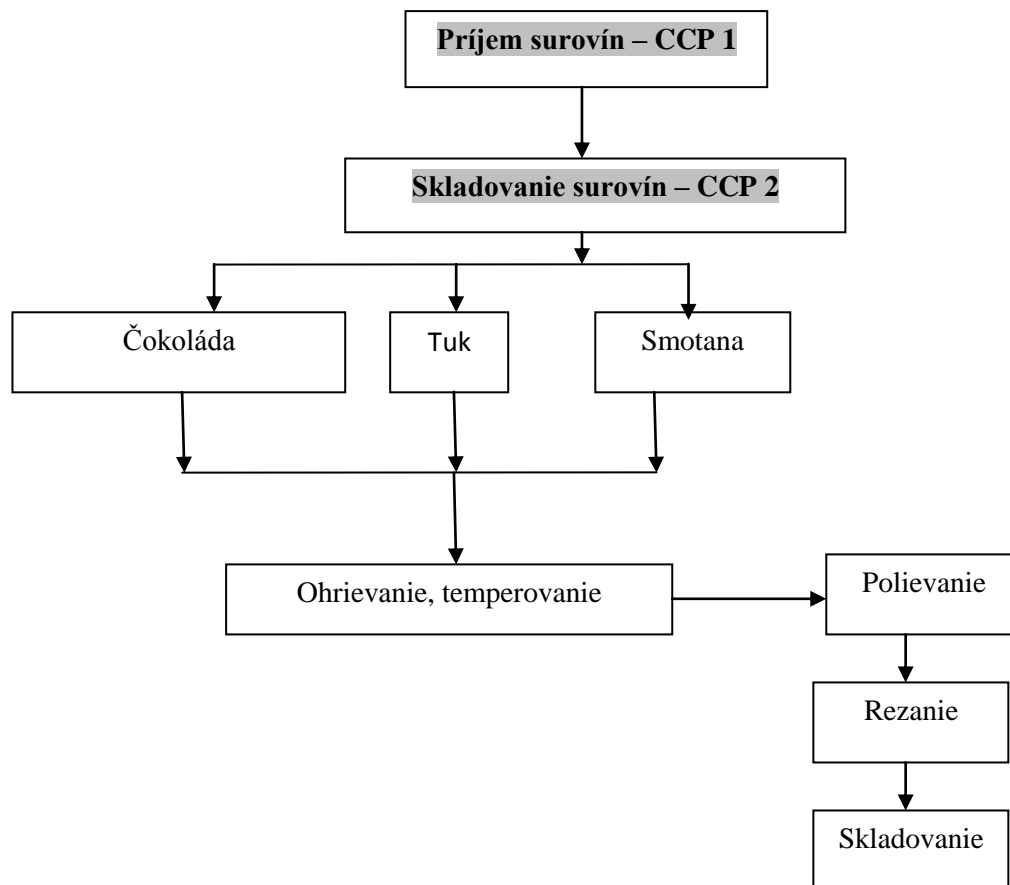 Príjem surovín – CCP 1
Skladovanie surovín – CCP 2
Čokoláda
Tuk
Smotana
Ohrievanie, temperovanie
Polievanie
Rezanie
Skladovanie